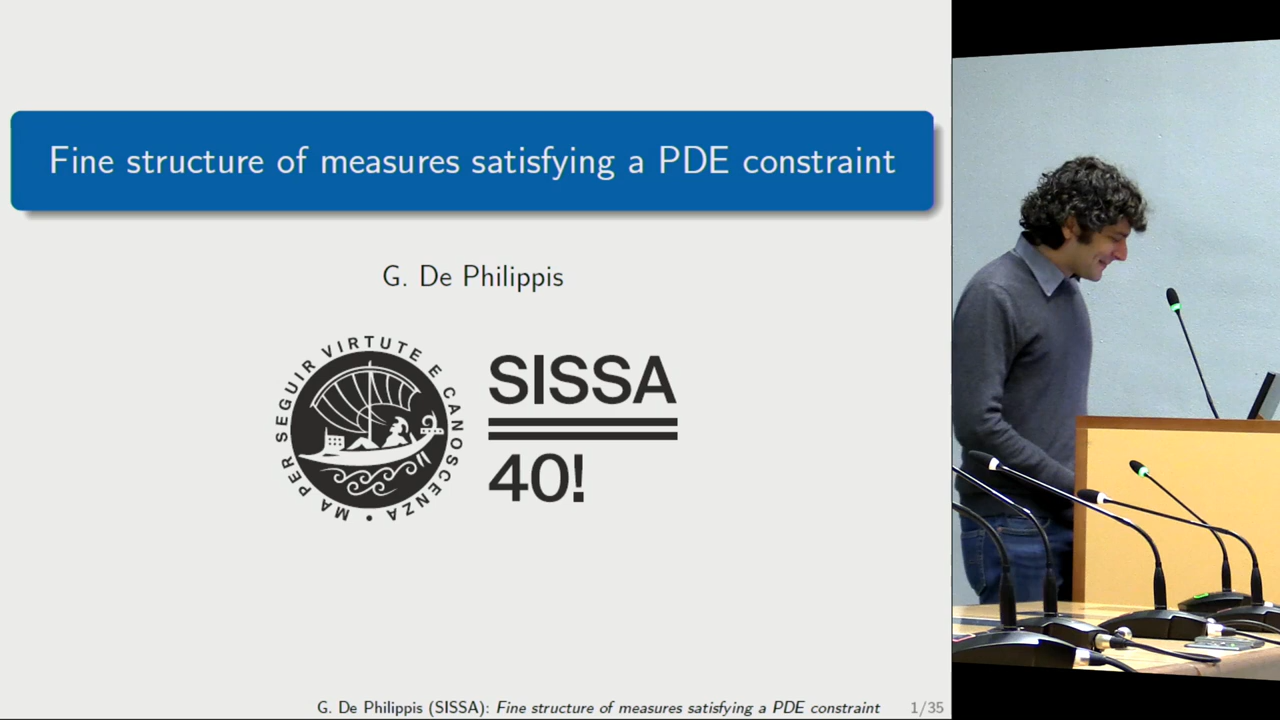 Fine structure of measures satisfying a PDE constraint
G. De Philippis
MA PER SEGUIR VIRTUTE E CANOSCENZA
SISSA
40!
G. De Philippis (SISSA): Fine structure of measures satisfying a PDE constraint 1/35